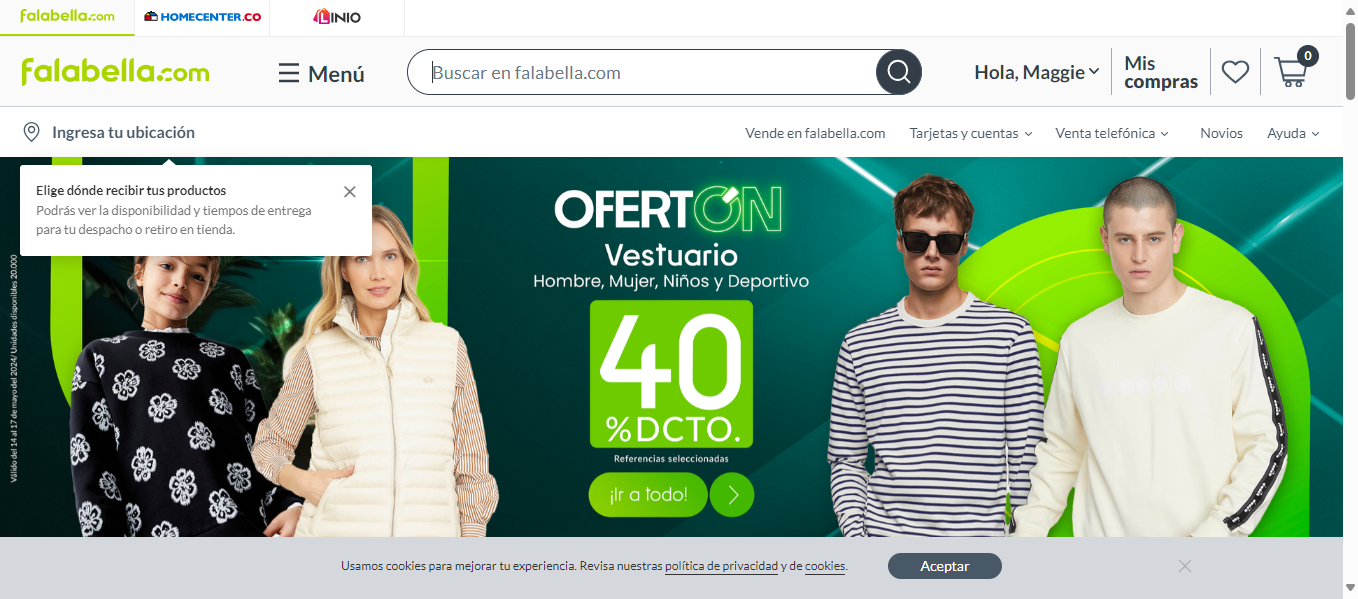 falabella.com
HOMECENTER.CO
LINIO
falabella.com
Menú
Buscar en falabella.com
Hola, Maggie
Mis
compras
0
Ingresa tu ubicación
Vende en falabella.com
Tarjetas y cuentas
Venta telefónica
Novios
Ayuda
Elige dónde recibir tus productos
Podrás ver la disponibilidad y tiempos de entrega
para tu despacho o retiro en tienda.
OFERTÓN
Vestuario
Hombre, Mujer, Niños y Deportivo
40
%DCTO.
Referencias seleccionadas
¡Ir a todo!
Válido del 14 al 17 de mayo del 2024/ Unidades disponibles 20.000
Usamos cookies para mejorar tu experiencia. Revisa nuestras política de privacidad y de cookies.
Aceptar